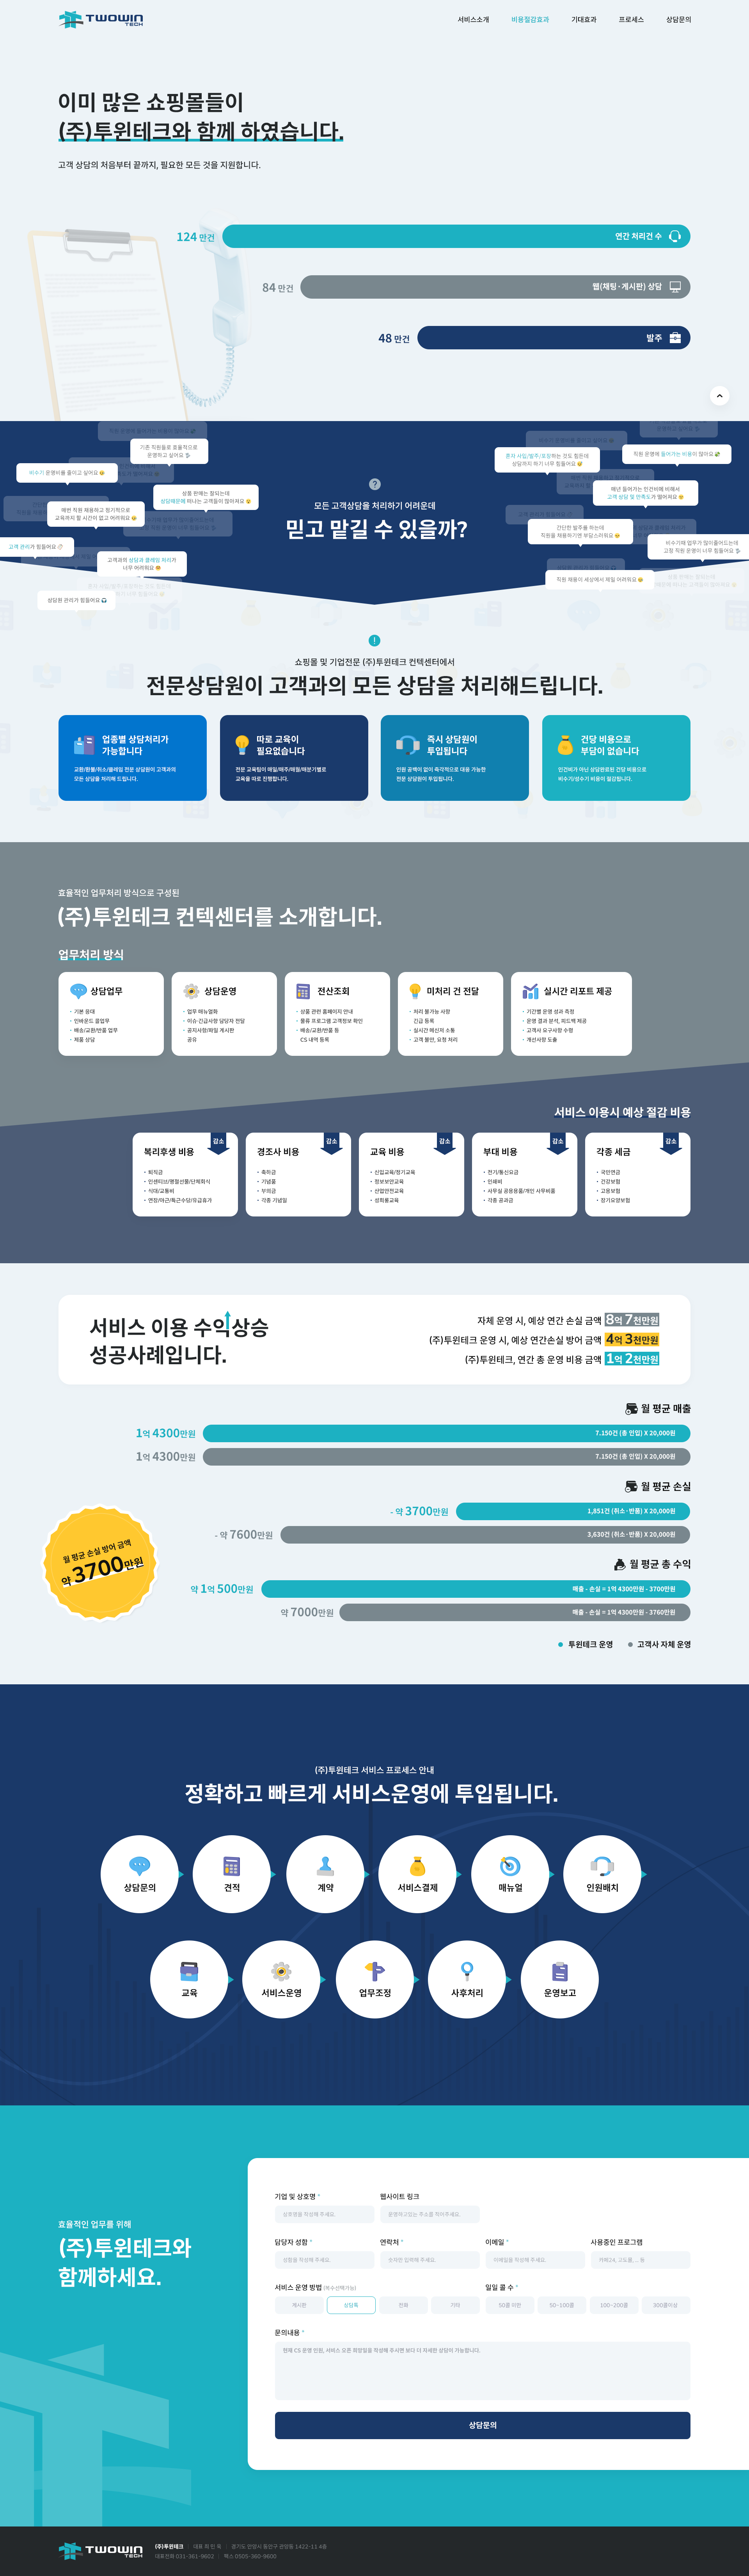 TWOWIN
TECH
서비스소개
비용절감효과
기대효과
프로세스
상담문의
이미 많은 쇼핑몰들이
(주)투윈테크와 함께 하였습니다.
고객 상담의 처음부터 끝까지, 필요한 모든 것을 지원합니다.
124 만건
연간 처리건 수
84 만건
웹(채팅·게시판) 상담
48 만건
발주
기존 직원들로 효율적으로
운영하고 싶어요
비수기 운영비를 줄이고 싶어요
상품 판매는 잘되는데
상담때문에 떠나는 고객들이 많아져요
매번 직원 채용하고 정기적으로
교육까지 할 시간이 없고 어려워요
고객 관리가 힘들어요
고객과의 상담과 클레임 처리가
너무 어려워요
상담원 관리가 힘들어요
혼자 사입/발주/포장하는 것도 힘든데
상담까지 하기 너무 힘들어요
직원 운영에 들어가는 비용이 많아요
매년 들어가는 인건비에 비해서
고객 상담 및 만족도가 떨어져요
간단한 발주를 하는데
직원을 채용하기엔 부담스러워요
비수기때 업무가 많이줄어드는데
고정 직원 운영이 너무 힘들어요
직원 채용이 세상에서 제일 어려워요
?
모든 고객상담을 처리하기 어려운데
믿고 맡길 수 있을까?
!
쇼핑몰 및 기업전문 (주)투윈테크 컨텍센터에서
전문상담원이 고객과의 모든 상담을 처리해드립니다.
업종별 상담처리가
가능합니다
교환/환불/취소/클레임 전문 상담원이 고객과의
모든 상담을 처리해 드립니다.
따로 교육이
필요없습니다
전문 교육팀이 매일/매주/매월/매분기별로
교육을 따로 진행합니다.
즉시 상담원이
투입됩니다
인원 공백이 없이 즉각적으로 대응 가능한
전문 상담원이 투입됩니다.
건당 비용으로
부담이 없습니다
인건비가 아닌 상담완료된 건당 비용으로
비수기/성수기 비용이 절감됩니다.
효율적인 업무처리 방식으로 구성된
(주)투윈테크 컨텍센터를 소개합니다.
업무처리 방식
상담업무
· 기본 응대
· 인바운드 콜업무
· 배송/교환/반품 업무
· 제품 상담
상담운영
· 업무 매뉴얼화
· 이슈·긴급사항 담당자 전달
· 공지사항/파일 게시판
공유
전산조회
· 상품 관련 홈페이지 안내
· 물류 프로그램 고객정보 확인
· 배송/교환/반품 등
CS 내역 등록
미처리 건 전달
· 처리 불가능 사항
긴급 등록
· 실시간 메신저 소통
· 고객 불만, 요청 처리
실시간 리포트 제공
· 기간별 운영 성과 측정
· 운영 결과 분석, 피드백 제공
· 고객사 요구사항 수렴
· 개선사항 도출
서비스 이용시 예상 절감 비용
복리후생 비용
감소
· 퇴직금
· 인센티브/명절선물/단체회식
· 식대/교통비
· 연장/야근/특근수당/유급휴가
경조사 비용
감소
· 축하금
· 기념품
· 부의금
· 각종 기념일
교육 비용
감소
· 신입교육/정기교육
· 정보보안교육
· 산업안전교육
· 성희롱교육
부대 비용
감소
· 전기/통신요금
· 인쇄비
· 사무실 공용용품/개인 사무비품
· 각종 공과금
각종 세금
감소
· 국민연금
· 건강보험
· 고용보험
· 장기요양보험
서비스 이용 수익상승
성공사례입니다.
자체 운영 시, 예상 연간 손실 금액 8억 7천만원
(주)투윈테크 운영 시, 예상 연간손실 방어 금액 4억 3천만원
(주)투윈테크, 연간 총 운영 비용 금액 1억 2천만원
월 평균 매출
1억 4300만원
7.150건 (총 인입) X 20,000원
1억 4300만원
7.150건 (총 인입) X 20,000원
월 평균 손실
- 약 3700만원
1,851건 (취소·반품) X 20,000원
- 약 7600만원
3,630건 (취소·반품) X 20,000원
월 평균 손실 방어 금액
약 3700만원
월 평균 총 수익
약 1억 500만원
매출 - 손실 = 1억 4300만원 - 3700만원
약 7000만원
매출 - 손실 = 1억 4300만원 - 3760만원
투윈테크 운영
고객사 자체 운영
(주)투윈테크 서비스 프로세스 안내
정확하고 빠르게 서비스운영에 투입됩니다.
상담문의
견적
계약
서비스결제
매뉴얼
인원배치
교육
서비스운영
업무조정
사후처리
운영보고
효율적인 업무를 위해
(주)투윈테크와
함께하세요.
기업 및 상호명 *
웹사이트 링크
상호명을 작성해 주세요.
운영하고있는 주소를 적어주세요.
담당자 성함 *
연락처 *
이메일 *
사용중인 프로그램
성함을 작성해 주세요.
숫자만 입력해 주세요.
이메일을 작성해 주세요.
카페24, 고도몰, ... 등
서비스 운영 방법 (복수선택가능)
일일 콜 수 *
게시판
상담톡
전화
기타
50콜 미만
50~100콜
100~200콜
300콜이상
문의내용 *
현재 CS 운영 인원, 서비스 오픈 희망일을 작성해 주시면 보다 더 자세한 상담이 가능합니다.
상담문의
TWOWIN
TECH
(주)투윈테크
경기도 안양시 동안구 관양동 1422-11 4층
대표전화 031-361-9602
팩스 0505-360-9600